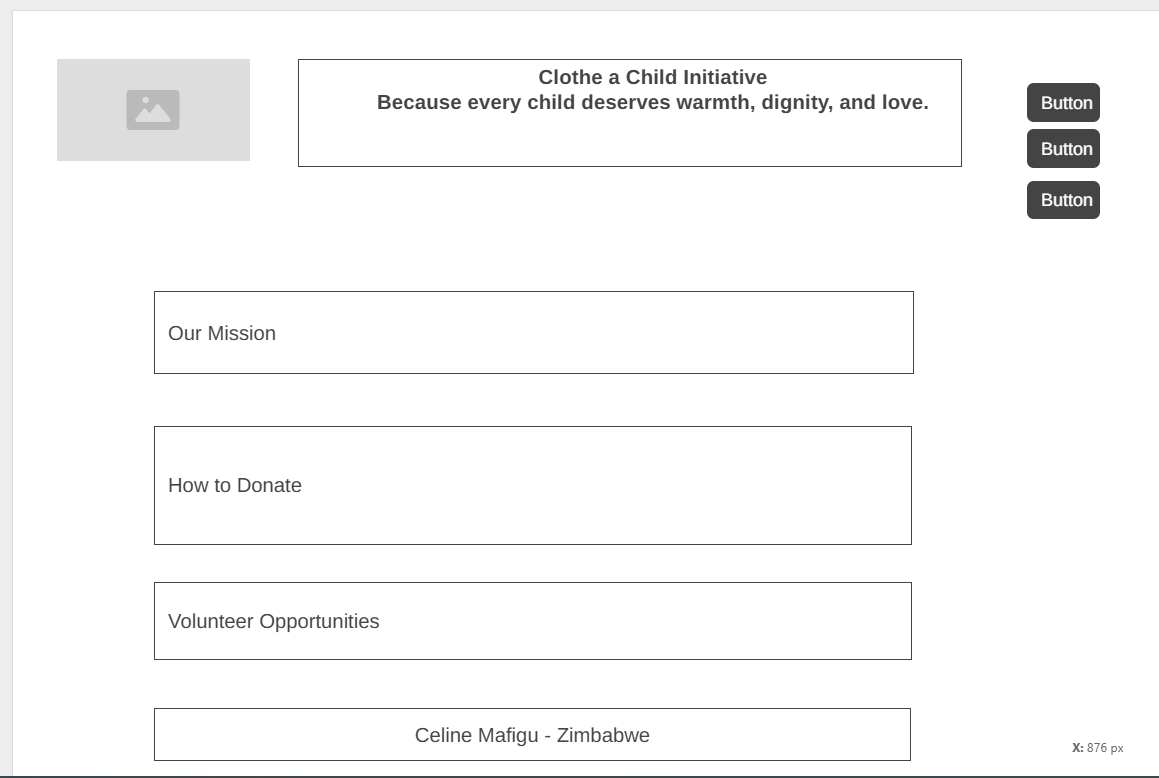 Clothe a Child Initiative
Because every child deserves warmth, dignity, and love.
Button
Button
Button
Our Mission
How to Donate
Volunteer Opportunities
Celine Mafigu - Zimbabwe
X: 876 px